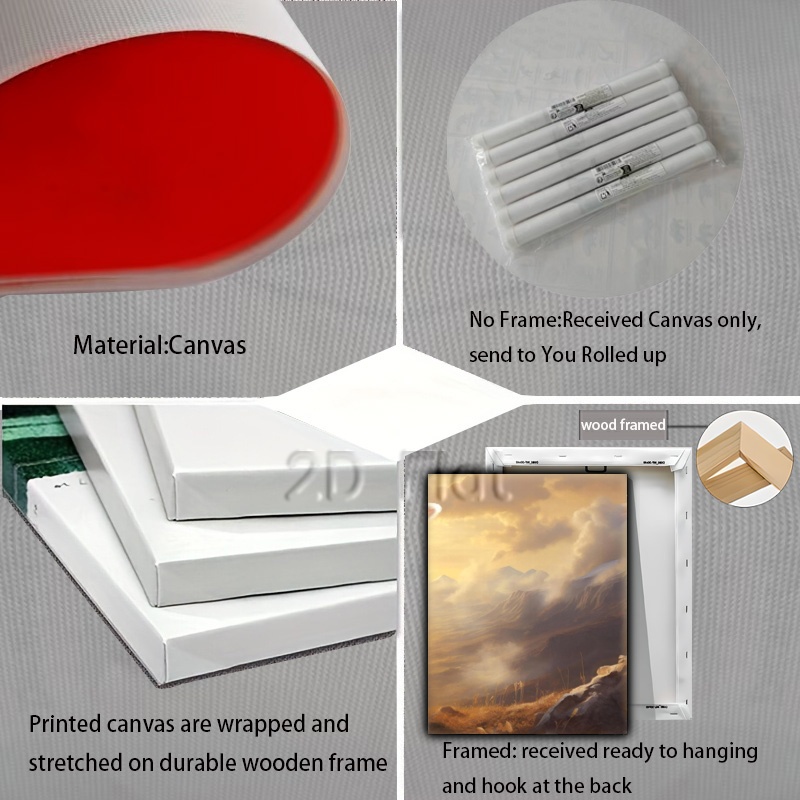 Material:Canvas
No Frame:Received Canvas only,
send to You Rolled up
wood framed
2D Flat
Printed canvas are wrapped and
stretched on durable wooden frame
Framed: received ready to hanging
and hook at the back